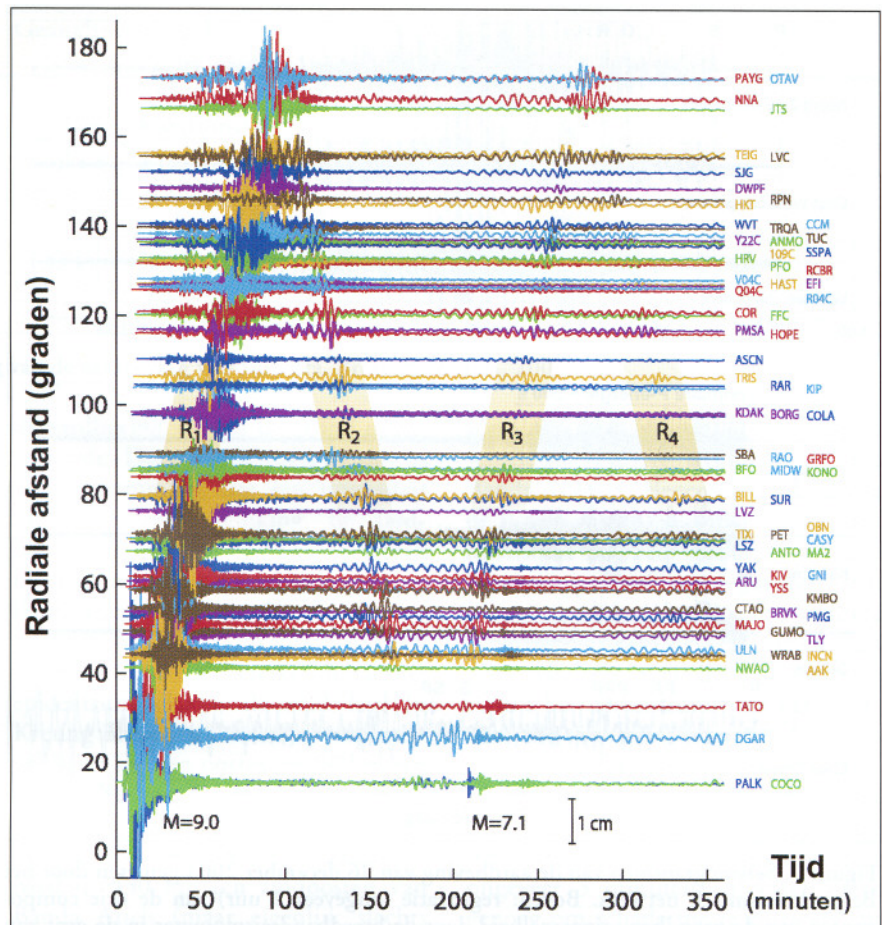 180
PAYG OTAV
NNA
JTS
160
TEIG LVC
SJG
DWPF
RPN
HKT
140
WVT TRQA CCM
Y22C ANMO TUC
109C SSPA
HRV PFO
RCBR
V04C HAST EFI
Q04C R04C
120
COR FFC
PMSA HOPE
ASCN
TRIS RAR KIP
100
KDAK BORG COLA
R1 R2 R3 R4
SBA RAO GRFO
BFO MIDW KONO
80
BILL SUR
LVZ
TIXI PET OBN
CASY
LSZ ANTO MA2
YAK KIV GNI
60
ARU YSS
KMBO
CTAO BRVK PMG
MAJO GUMO TLY
ULN WRAB INCN
NWAO AAK
40
TATO
DGAR
20
PALK COCO
M=9.0 M=7.1 1 cm
0
Radiale afstand (graden)
0 50 100 150 200 250 300 350
Tijd
(minuten)